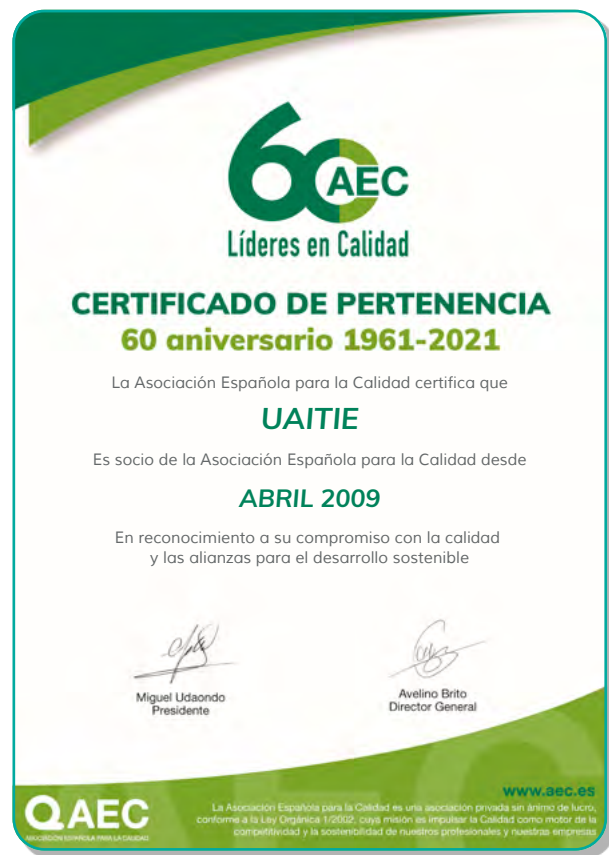 60 AEC
Líderes en Calidad
CERTIFICADO DE PERTENENCIA
60 aniversario 1961-2021
La Asociación Española para la Calidad certifica que
UAITIE
Es socio de la Asociación Española para la Calidad desde
ABRIL 2009
En reconocimiento a su compromiso con la calidad
y las alianzas para el desarrollo sostenible
Miguel Udaondo
Presidente
Avelino Brito
Director General
www.aec.es
QAEC
ASOCIACIÓN ESPAÑOLA PARA LA CALIDAD
La Asociación Española para la Calidad es una asociación privada sin ánimo de lucro,
conforme a la Ley Orgánica 1/2002, cuya misión es impulsar la Calidad como motor de la
competitividad y la sostenibilidad de nuestros profesionales y nuestras empresas